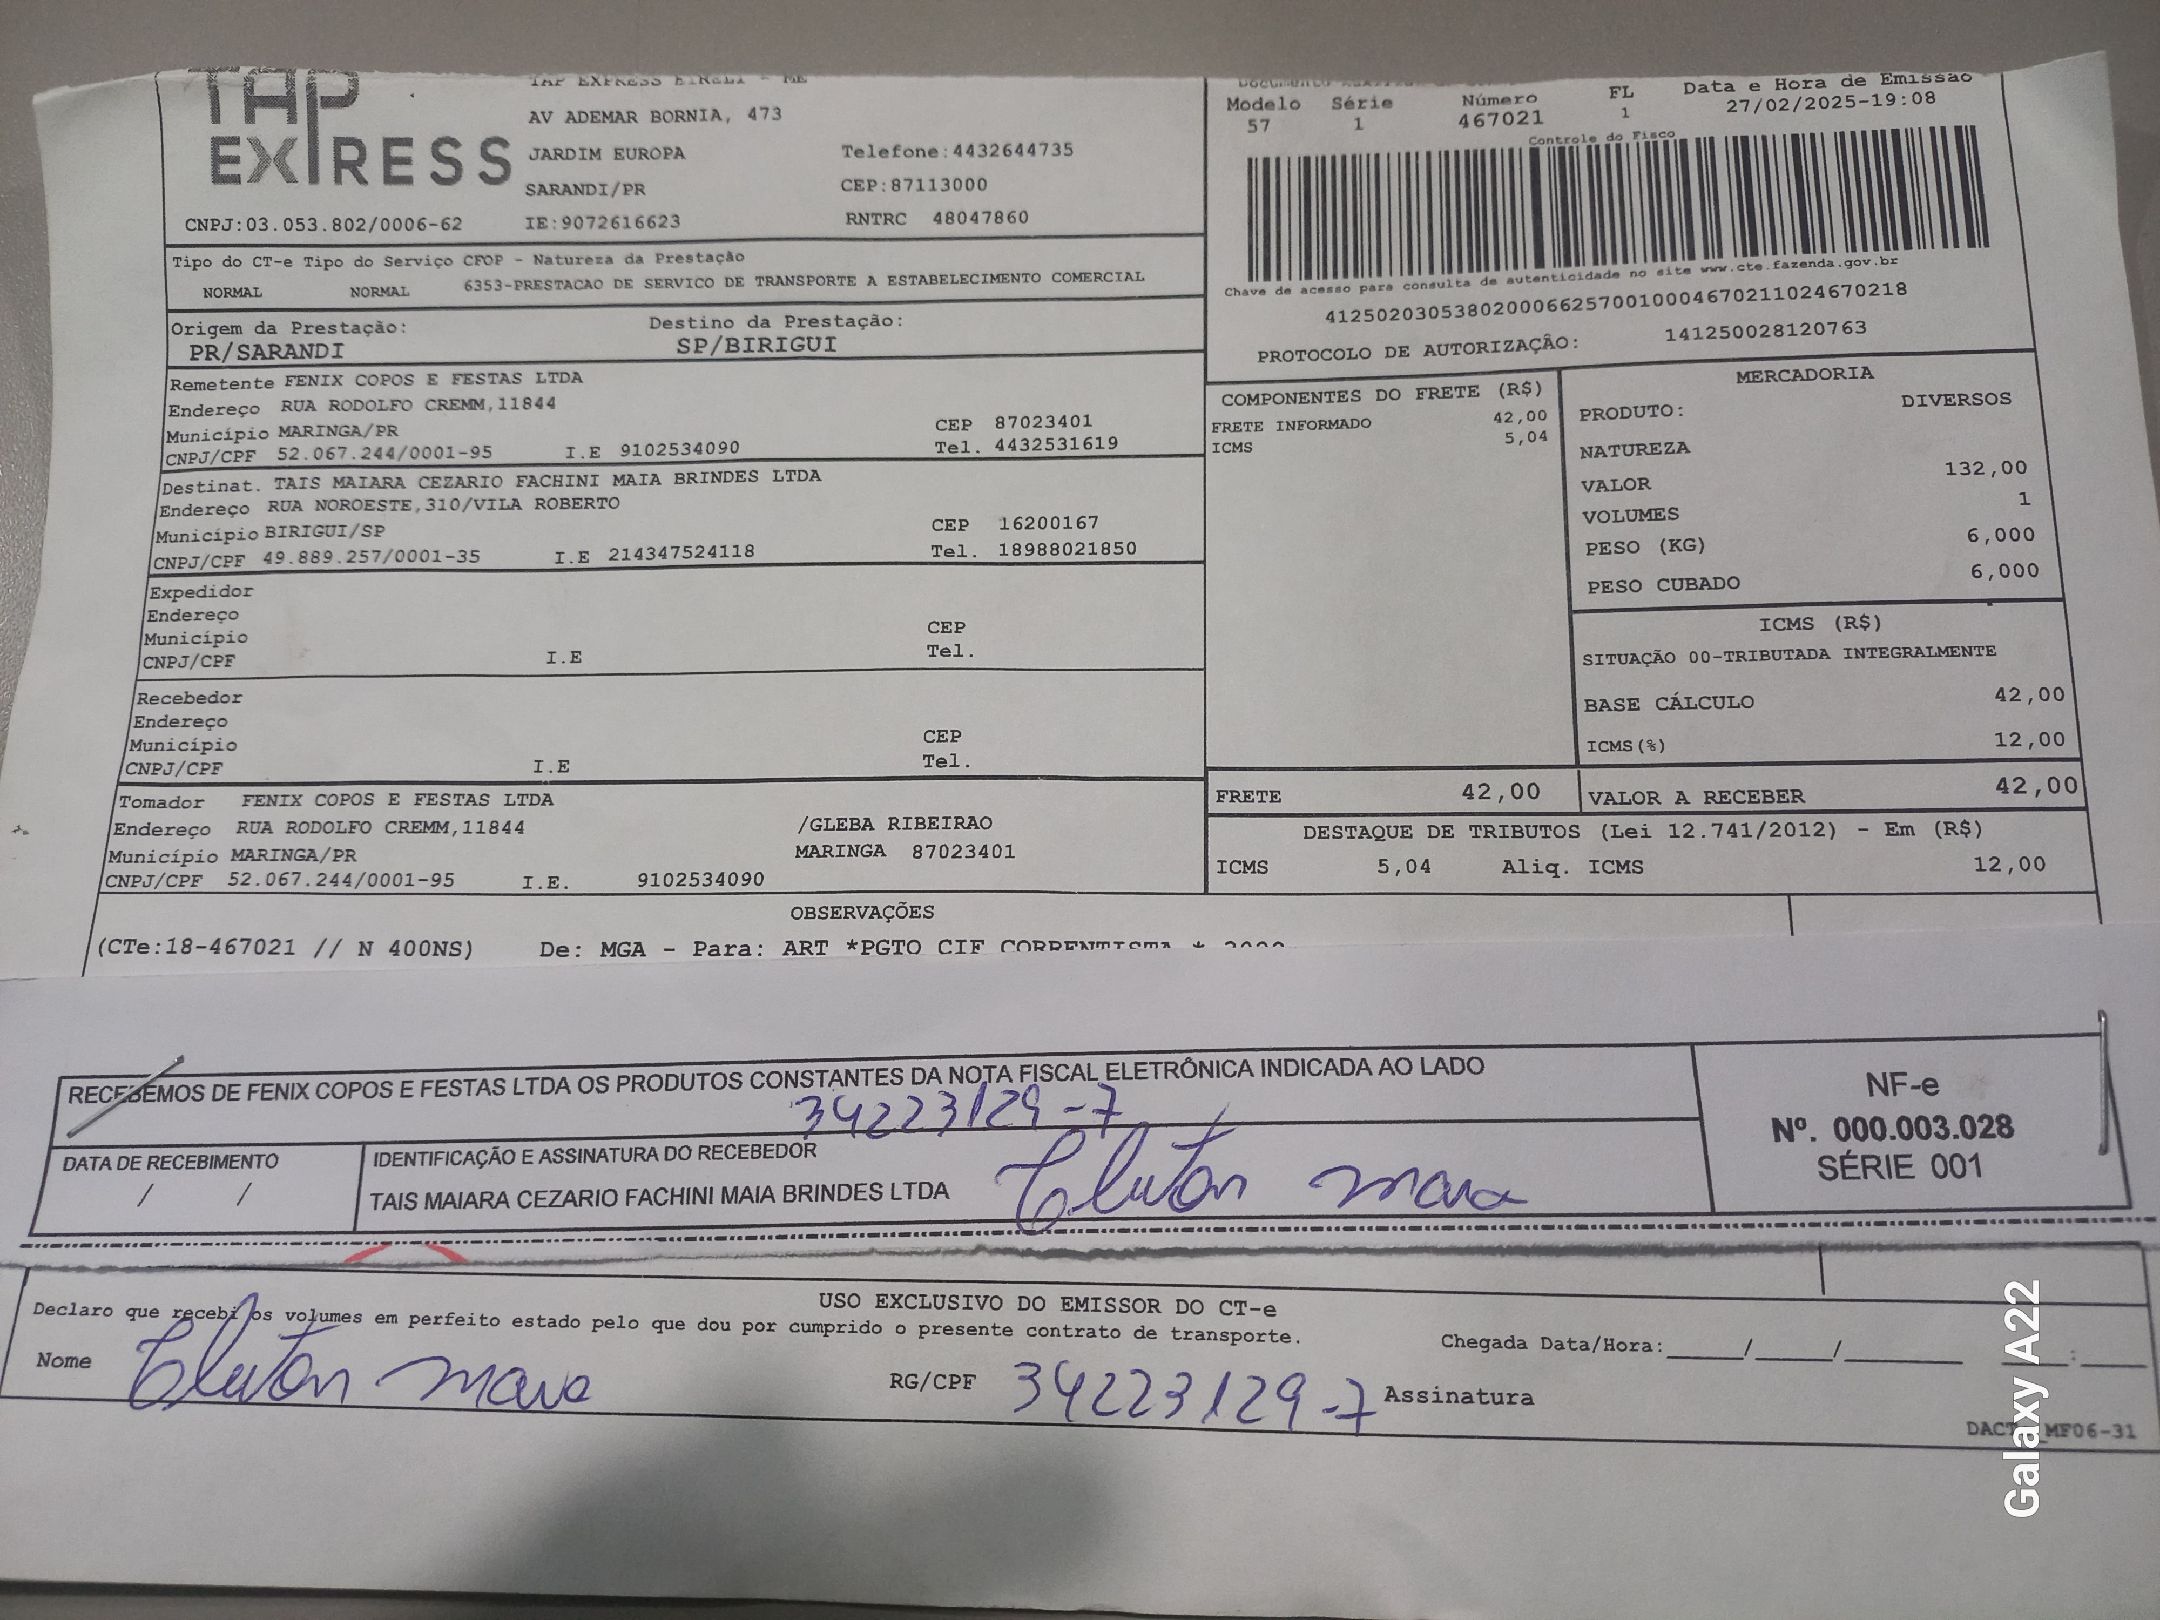 TAP
EXPRESS
TAP EXPRESS EIRELI - ME
AV ADEMAR BORNIA, 473
JARDIM EUROPA Telefone:4432644735
SARANDI/PR CEP:87113000
CNPJ:03.053.802/0006-62 IE:9072616623 RNTRC 48047860
Modelo Série Número FL Data e Hora de Emissão
57 1 467021 1 27/02/2025-19:08
Controle do Fisco
Chave de acesso para consulta de autenticidade no site www.cte.fazenda.gov.br
41250203053802000662570010004670211024670218
PROTOCOLO DE AUTORIZAÇÃO: 141250028120763
Tipo do CT-e Tipo do Serviço CFOP - Natureza da Prestação
NORMAL NORMAL 6353-PRESTACAO DE SERVICO DE TRANSPORTE A ESTABELECIMENTO COMERCIAL
Origem da Prestação: Destino da Prestação:
PR/SARANDI SP/BIRIGUI
Remetente FENIX COPOS E FESTAS LTDA
Endereço RUA RODOLFO CREMM,11844
Município MARINGA/PR CEP 87023401
CNPJ/CPF 52.067.244/0001-95 I.E 9102534090 Tel. 4432531619
Destinat. TAIS MAIARA CEZARIO FACHINI MAIA BRINDES LTDA
Endereço RUA NOROESTE,310/VILA ROBERTO
Município BIRIGUI/SP CEP 16200167
CNPJ/CPF 49.889.257/0001-35 I.E 214347524118 Tel. 18988021850
Expedidor
Endereço
Município CEP
CNPJ/CPF I.E Tel.
Recebedor
Endereço
Município CEP
CNPJ/CPF I.E Tel.
Tomador FENIX COPOS E FESTAS LTDA
Endereço RUA RODOLFO CREMM,11844 /GLEBA RIBEIRAO
Município MARINGA/PR MARINGA 87023401
CNPJ/CPF 52.067.244/0001-95 I.E. 9102534090
COMPONENTES DO FRETE (R$)
FRETE INFORMADO 42,00
ICMS 5,04
MERCADORIA
PRODUTO: DIVERSOS
NATUREZA
VALOR 132,00
VOLUMES 1
PESO (KG) 6,000
PESO CUBADO 6,000
ICMS (R$)
SITUAÇÃO 00-TRIBUTADA INTEGRALMENTE
BASE CÁLCULO 42,00
ICMS(%) 12,00
FRETE 42,00 VALOR A RECEBER 42,00
DESTAQUE DE TRIBUTOS (Lei 12.741/2012) - Em (R$)
ICMS 5,04 Aliq. ICMS 12,00
OBSERVAÇÕES
(CTe:18-467021 // N 400NS) De: MGA - Para: ART *PGTO CIF CORRENTISTA *
RECEBEMOS DE FENIX COPOS E FESTAS LTDA OS PRODUTOS CONSTANTES DA NOTA FISCAL ELETRÔNICA INDICADA AO LADO
34223129-7
DATA DE RECEBIMENTO
/ /
IDENTIFICAÇÃO E ASSINATURA DO RECEBEDOR
TAIS MAIARA CEZARIO FACHINI MAIA BRINDES LTDA
NF-e
Nº. 000.003.028
SÉRIE 001
USO EXCLUSIVO DO EMISSOR DO CT-e
Declaro que recebi os volumes em perfeito estado pelo que dou por cumprido o presente contrato de transporte.
Chegada Data/Hora:_____/_____/________ ____:____
Nome RG/CPF 34223129-7 Assinatura
MF06-31
Galaxy A22